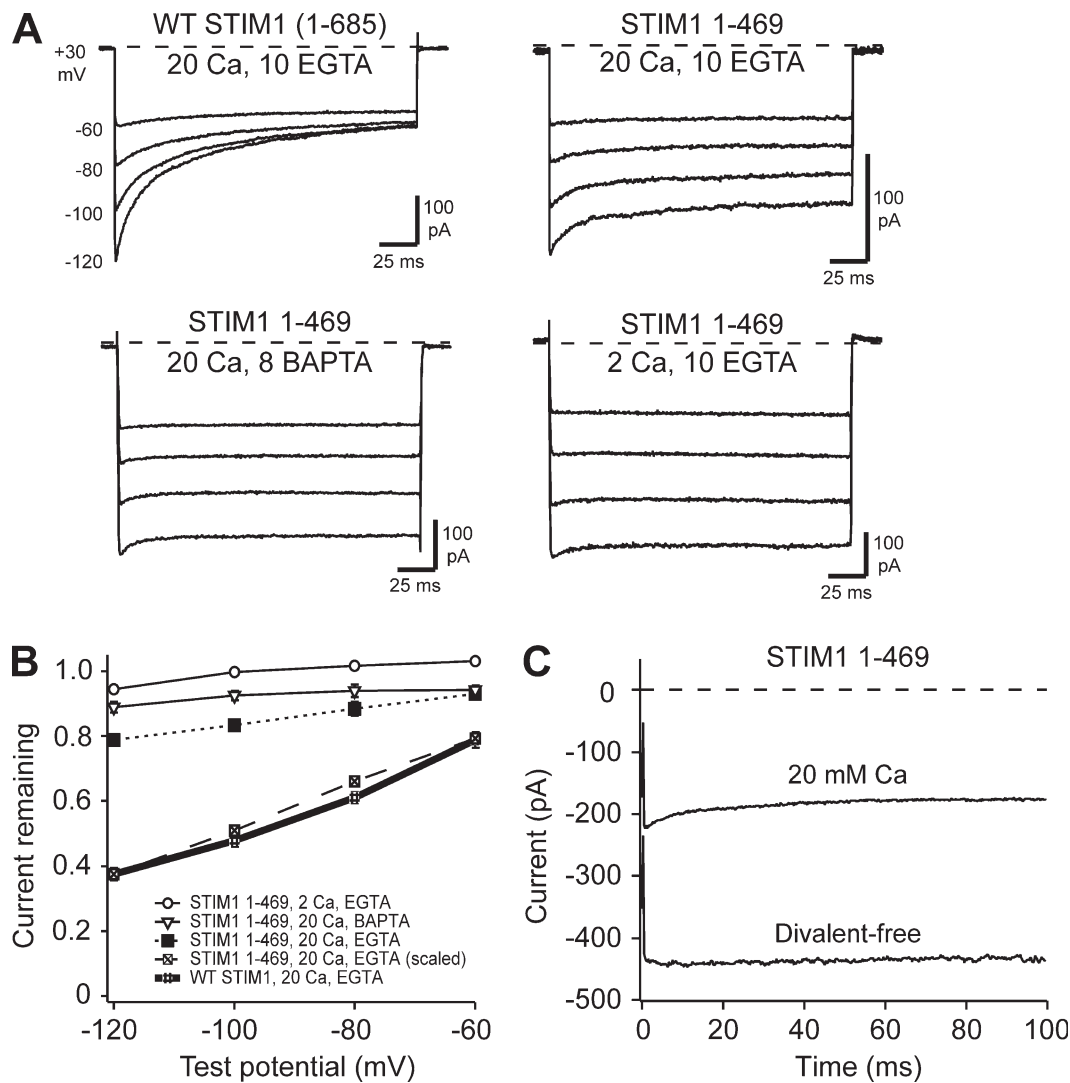 A
WT STIM1 (1-685)
20 Ca, 10 EGTA
+30
mV
-60
-80
-100
-120
100
pA
25 ms
STIM1 1-469
20 Ca, 10 EGTA
100
pA
25 ms
STIM1 1-469
20 Ca, 8 BAPTA
100
pA
25 ms
STIM1 1-469
2 Ca, 10 EGTA
100
pA
25 ms
B
1.0
0.8
0.6
0.4
0.2
0
Current remaining
STIM1 1-469, 2 Ca, EGTA
STIM1 1-469, 20 Ca, BAPTA
STIM1 1-469, 20 Ca, EGTA
STIM1 1-469, 20 Ca, EGTA (scaled)
WT STIM1, 20 Ca, EGTA
-120 -100 -80 -60
Test potential (mV)
C
STIM1 1-469
0
-100
-200
-300
-400
-500
Current (pA)
20 mM Ca
Divalent-free
0 20 40 60 80 100
Time (ms)